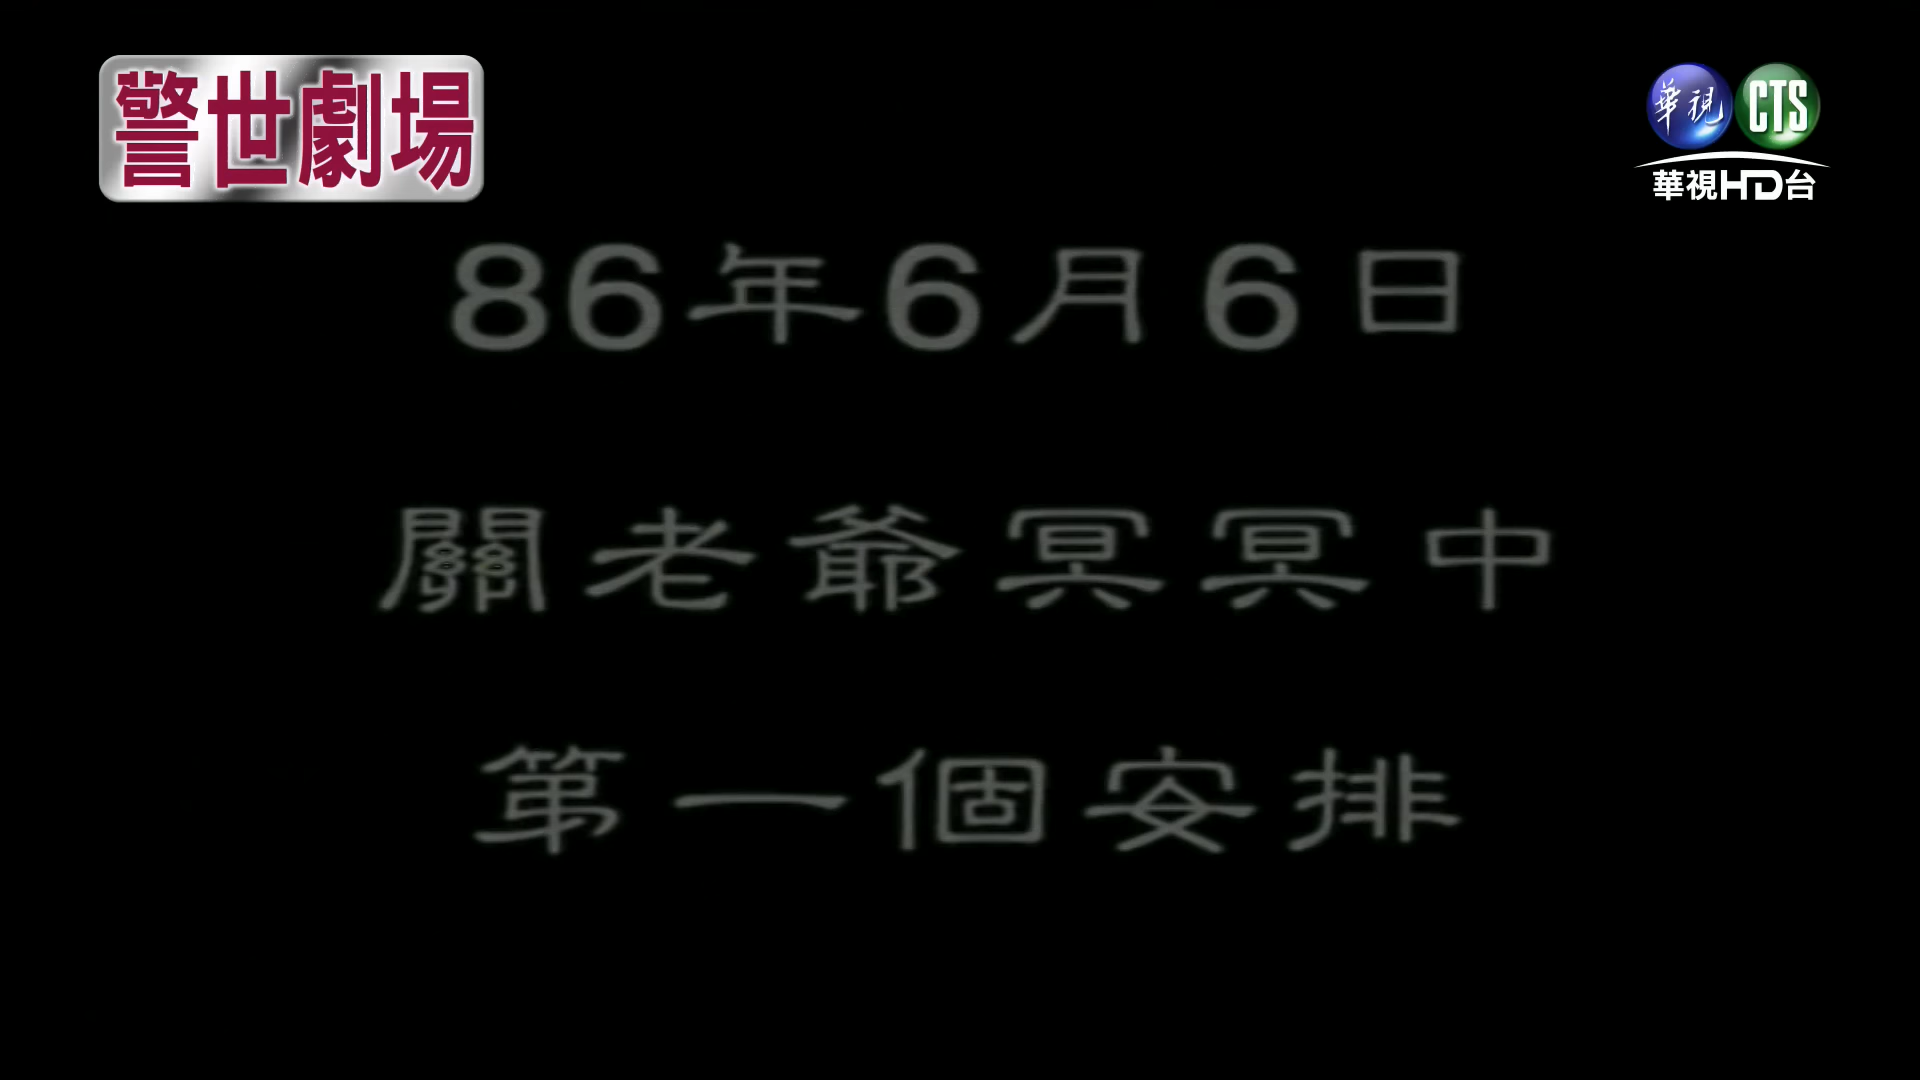 警世劇場
華視 CTS
華視HD台
86年6月6日
關老爺冥冥中
第一個安排